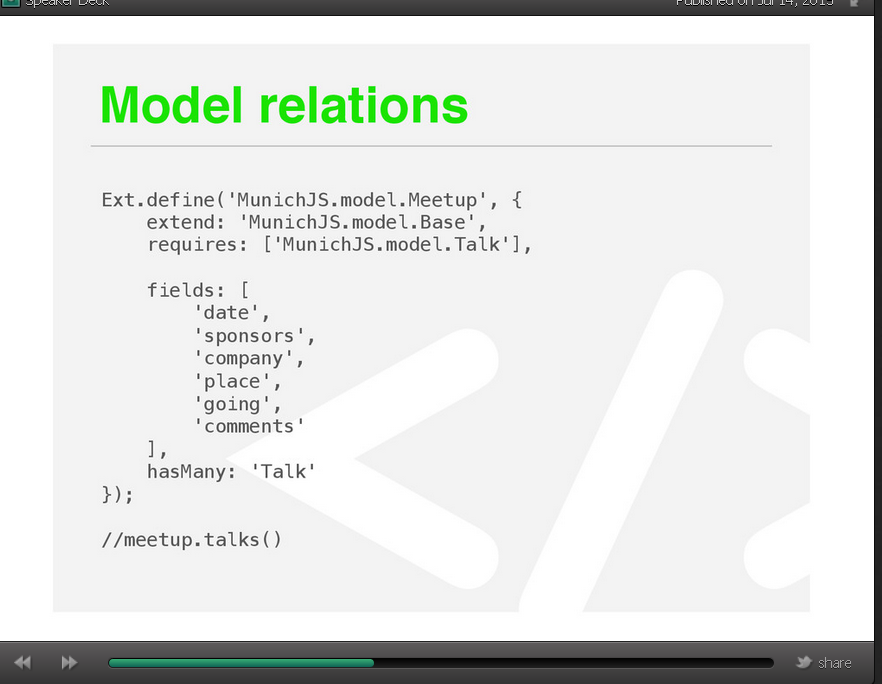 Speaker Deck
Published on Jul 14, 2013
Model relations
Ext.define('MunichJS.model.Meetup', {
extend: 'MunichJS.model.Base',
requires: ['MunichJS.model.Talk'],
fields: [
'date',
'sponsors',
'company',
'place',
'going',
'comments'
],
hasMany: 'Talk'
});
//meetup.talks()
share